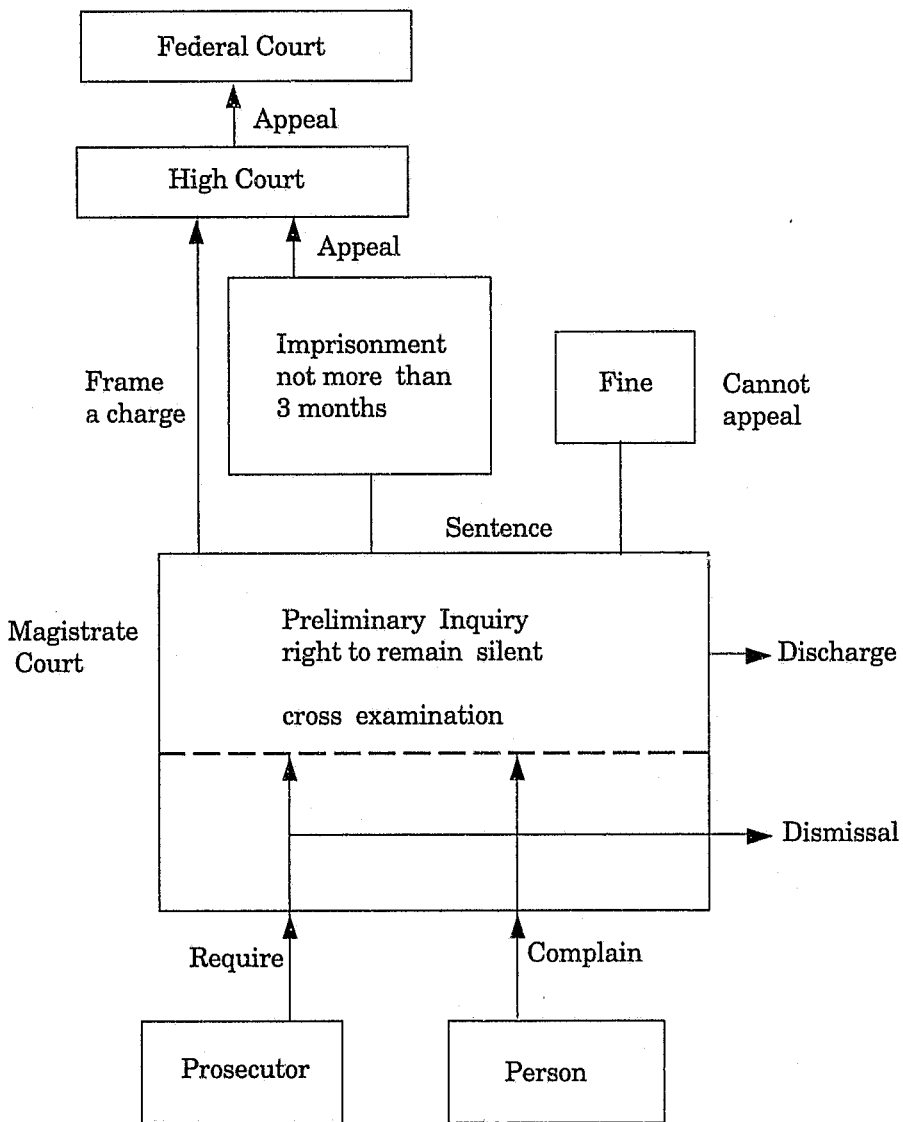 Federal Court
Appeal
High Court
Appeal
Imprisonment
not more than
3 months
Frame
a charge
Fine
Cannot
appeal
Sentence
Magistrate
Court
Preliminary Inquiry
right to remain silent
cross examination
Discharge
Dismissal
Require
Complain
Prosecutor
Person